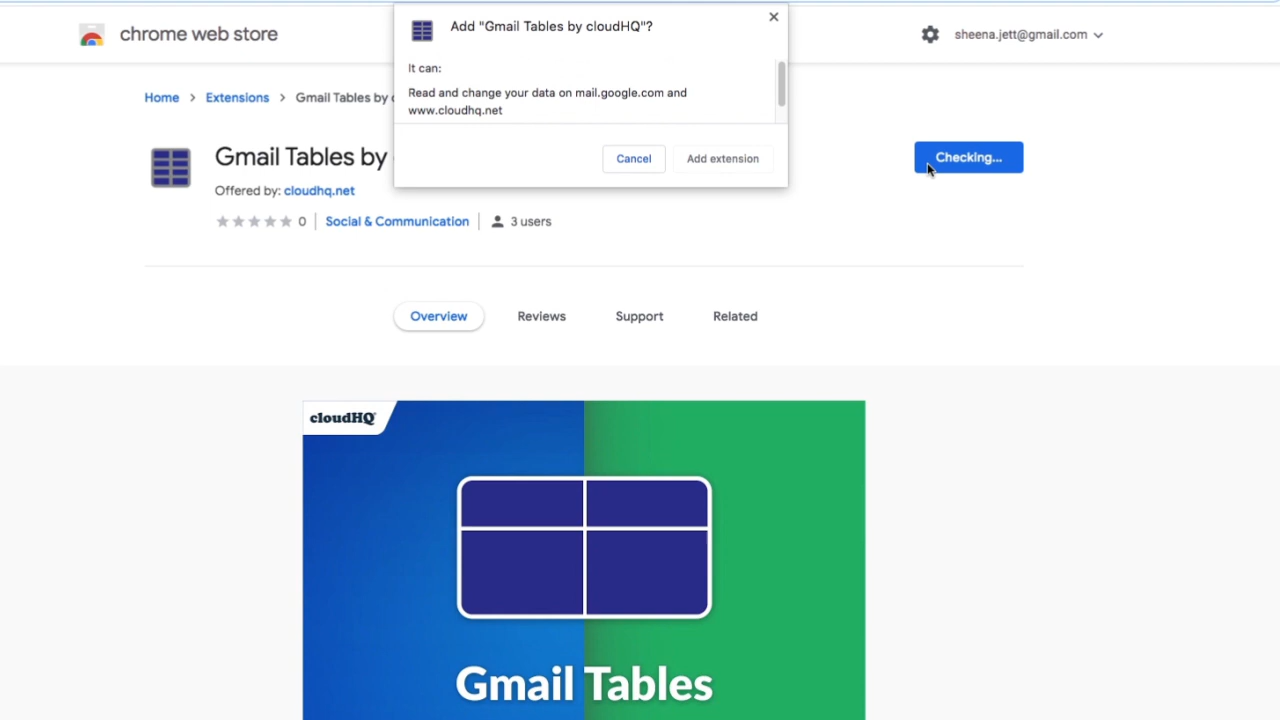 chrome web store
sheena.jett@gmail.com
Add "Gmail Tables by cloudHQ"?
It can:
Read and change your data on mail.google.com and
www.cloudhq.net
Cancel
Add extension
Home > Extensions > Gmail Tables by
Gmail Tables by
Checking...
Offered by: cloudhq.net
0 | Social & Communication | 3 users
Overview
Reviews
Support
Related
cloudHQ
Gmail Tables